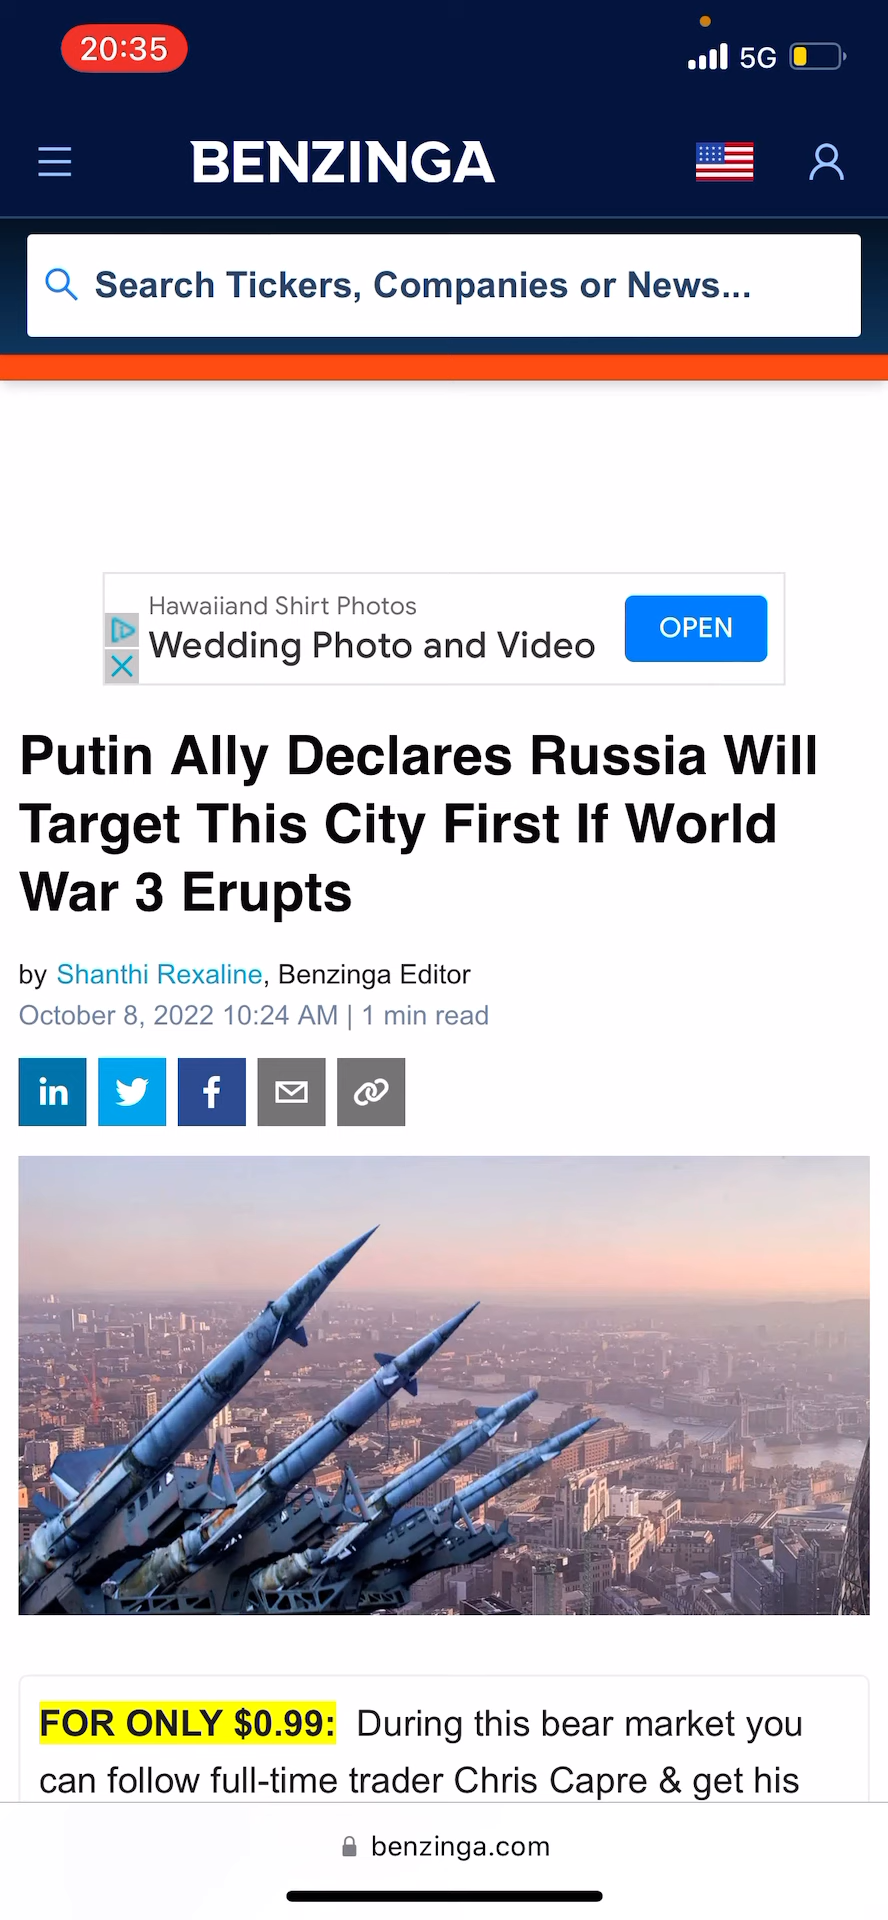 20:35
5G
BENZINGA
Search Tickers, Companies or News...
Hawaiiand Shirt Photos
Wedding Photo and Video
OPEN
Putin Ally Declares Russia Will
Target This City First If World
War 3 Erupts
by Shanthi Rexaline, Benzinga Editor
October 8, 2022 10:24 AM | 1 min read
in
f
FOR ONLY $0.99: During this bear market you
can follow full-time trader Chris Capre & get his
benzinga.com